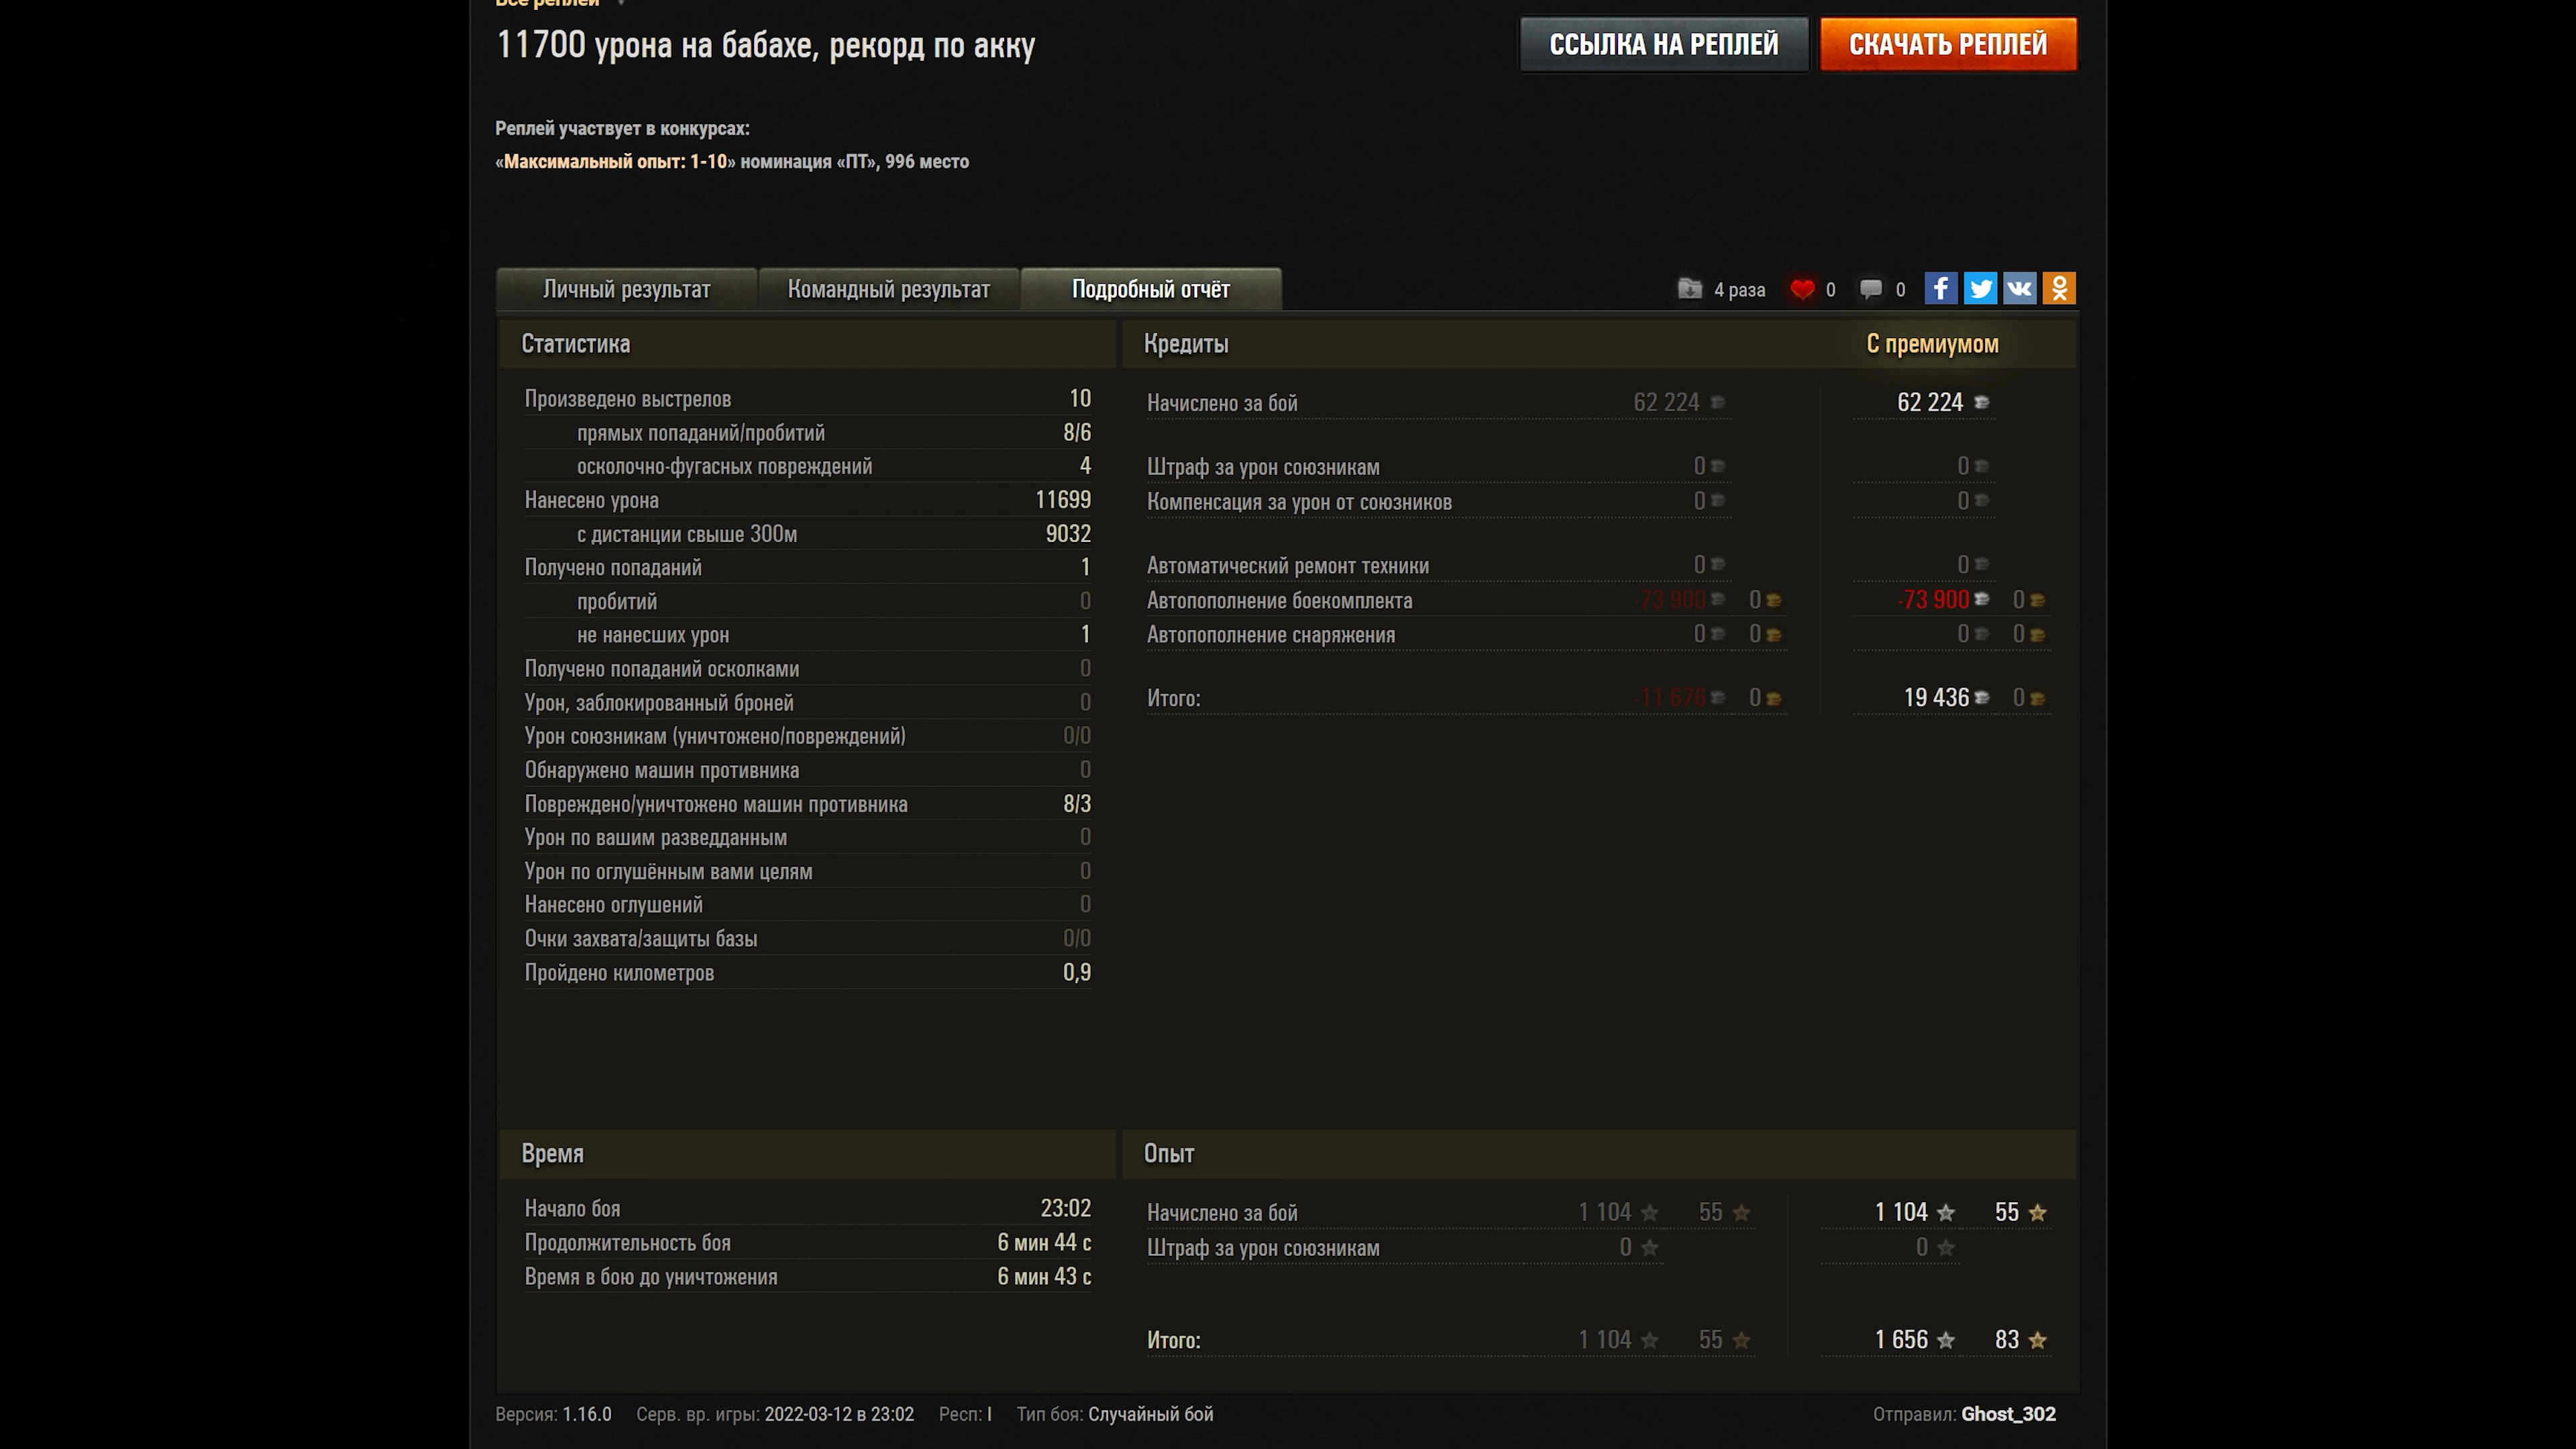 Все реплеи
11700 урона на бабахе, рекорд по акку
ССЫЛКА НА РЕПЛЕЙ
СКАЧАТЬ РЕПЛЕЙ
Реплей участвует в конкурсах:
«Максимальный опыт: 1-10» номинация «ПТ», 996 место
Личный результат
Командный результат
Подробный отчёт
4 раза
0
0
Статистика
Произведено выстрелов 10
прямых попаданий/пробитий 8/6
осколочно-фугасных повреждений 4
Нанесено урона 11699
с дистанции свыше 300м 9032
Получено попаданий 1
пробитий 0
не нанесших урон 1
Получено попаданий осколками 0
Урон, заблокированный броней 0
Урон союзникам (уничтожено/повреждений) 0/0
Обнаружено машин противника 0
Повреждено/уничтожено машин противника 8/3
Урон по вашим разведданным 0
Урон по оглушённым вами целям 0
Нанесено оглушений 0
Очки захвата/защиты базы 0/0
Пройдено километров 0,9
Кредиты С премиумом
Начислено за бой 62 224 62 224
Штраф за урон союзникам 0 0
Компенсация за урон от союзников 0 0
Автоматический ремонт техники 0 0
Автопополнение боекомплекта -73 900 0 -73 900 0
Автопополнение снаряжения 0 0 0 0
Итого: -11 676 0 19 436 0
Время
Начало боя 23:02
Продолжительность боя 6 мин 44 с
Время в бою до уничтожения 6 мин 43 с
Опыт
Начислено за бой 1 104 55 1 104 55
Штраф за урон союзникам 0 0
Итого: 1 104 55 1 656 83
Версия: 1.16.0 Серв. вр. игры: 2022-03-12 в 23:02 Респ: I Тип боя: Случайный бой
Отправил: Ghost_302